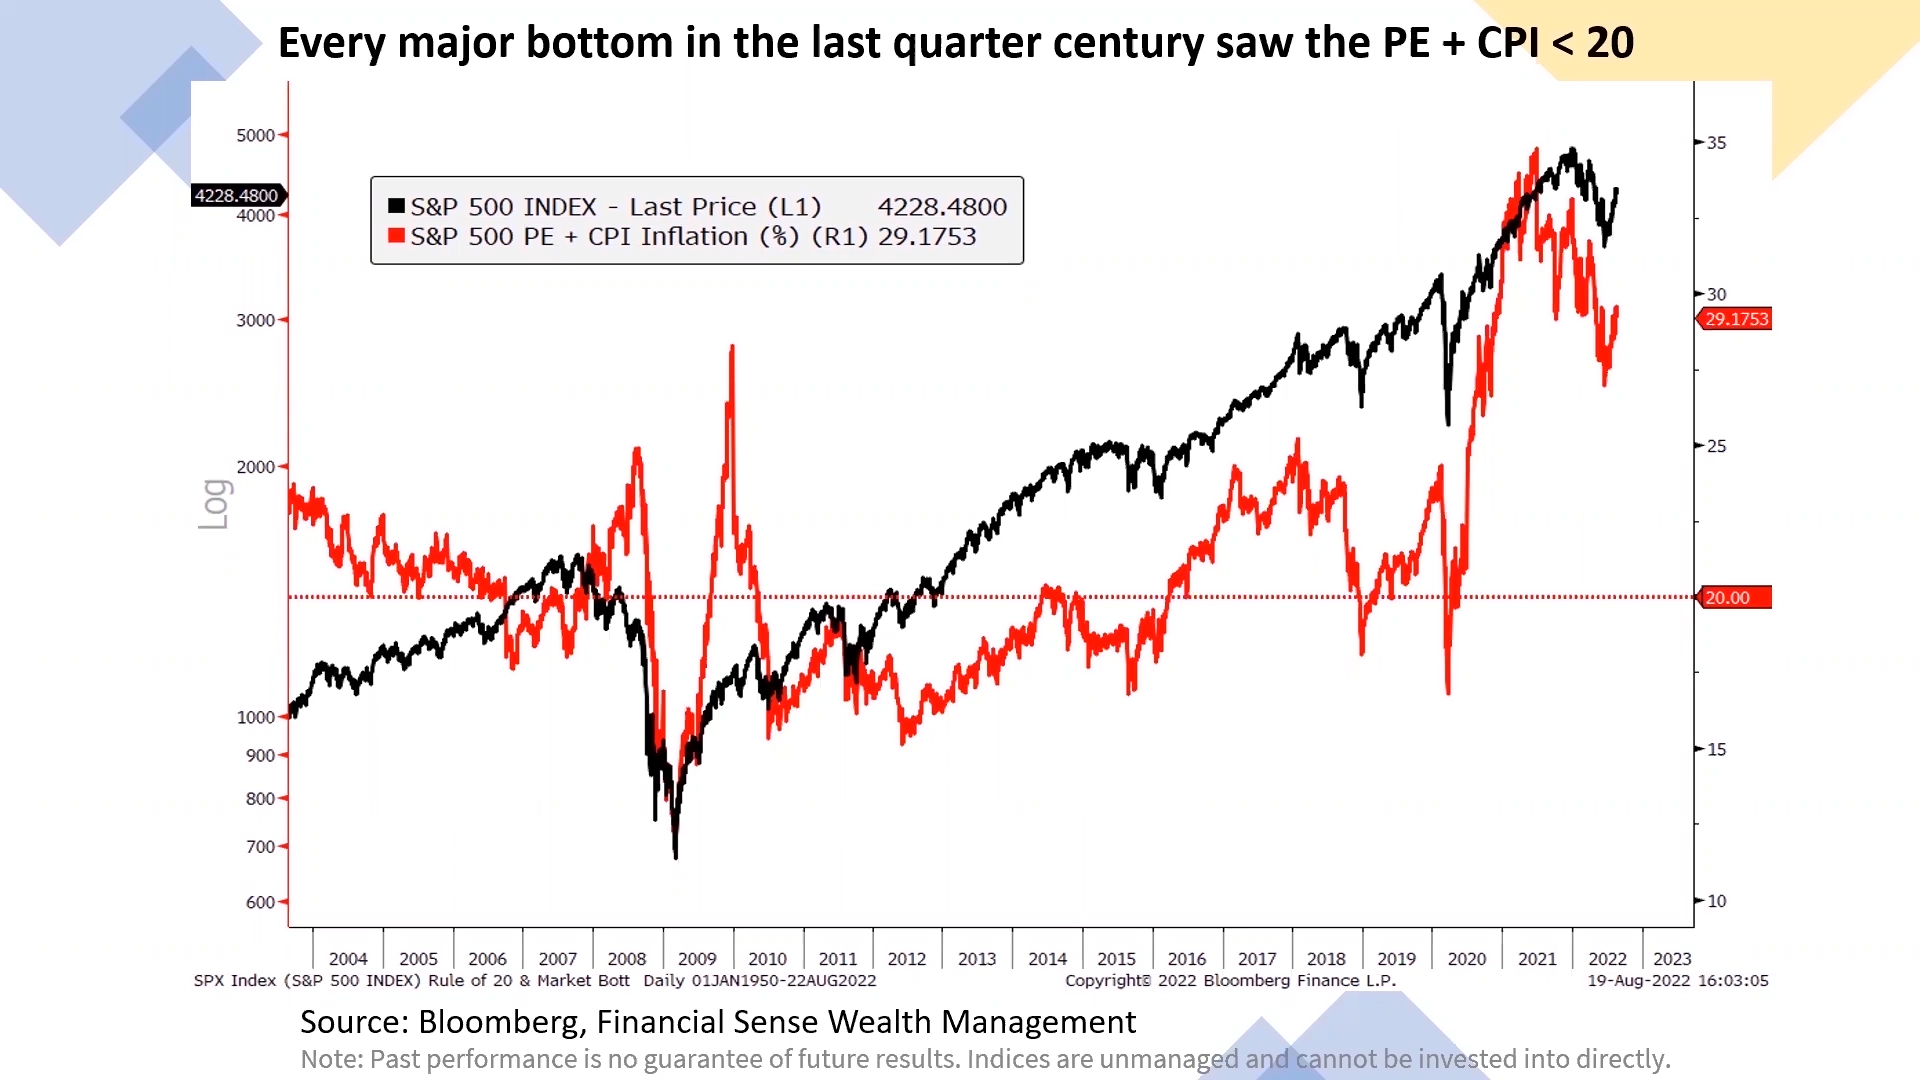 Every major bottom in the last quarter century saw the PE + CPI < 20
5000
4228.4800
4000
3000
2000
Log
1000
900
800
700
600
S&P 500 INDEX - Last Price (L1) 4228.4800
S&P 500 PE + CPI Inflation (%) (R1) 29.1753
35
30
29.1753
25
20.00
15
10
2004 2005 2006 2007 2008 2009 2010 2011 2012 2013 2014 2015 2016 2017 2018 2019 2020 2021 2022 2023
SPX Index (S&P 500 INDEX) Rule of 20 & Market Bott Daily 01JAN1950-22AUG2022 Copyright© 2022 Bloomberg Finance L.P. 19-Aug-2022 16:03:05
Source: Bloomberg, Financial Sense Wealth Management
Note: Past performance is no guarantee of future results. Indices are unmanaged and cannot be invested into directly.